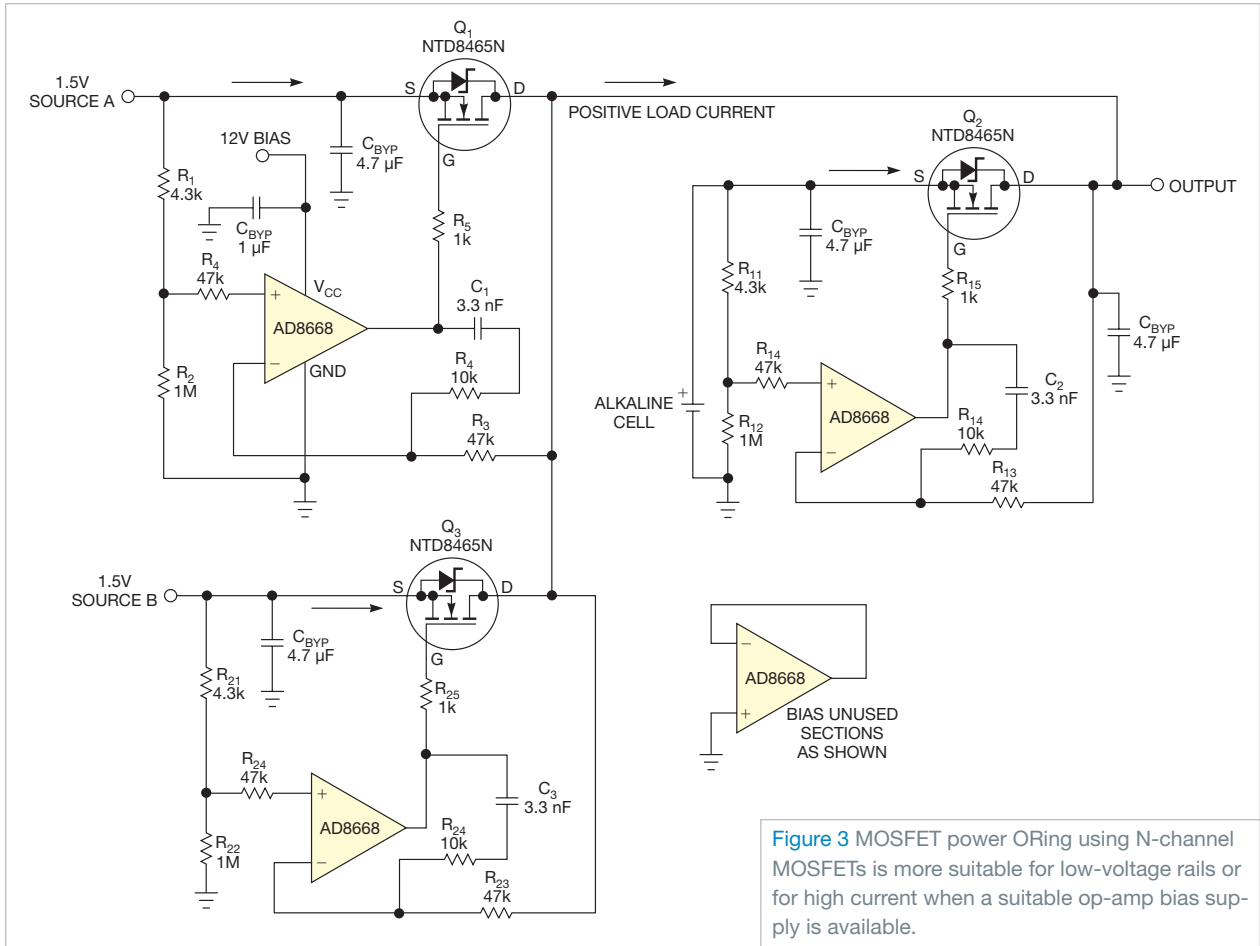 Q1
NTD8465N
1.5V
SOURCE A
S
D
G
POSITIVE LOAD CURRENT
12V BIAS
CBYP
4.7 µF
R1
4.3k
CBYP
1 µF
R5
1k
R4
47k
VCC
C1
3.3 nF
+
AD8668
−
GND
R2
1M
R4
10k
R3
47k
Q2
NTD8465N
S
D
G
OUTPUT
CBYP
4.7 µF
R11
4.3k
R15
1k
CBYP
4.7 µF
R14
47k
+
AD8668
−
C2
3.3 nF
+
ALKALINE
CELL
R12
1M
R14
10k
R13
47k
Q3
NTD8465N
1.5V
SOURCE B
S
D
G
CBYP
4.7 µF
R21
4.3k
R25
1k
R24
47k
+
AD8668
−
C3
3.3 nF
R22
1M
R24
10k
R23
47k
−
AD8668
+
BIAS UNUSED
SECTIONS
AS SHOWN
Figure 3 MOSFET power ORing using N-channel
MOSFETs is more suitable for low-voltage rails or
for high current when a suitable op-amp bias sup-
ply is available.